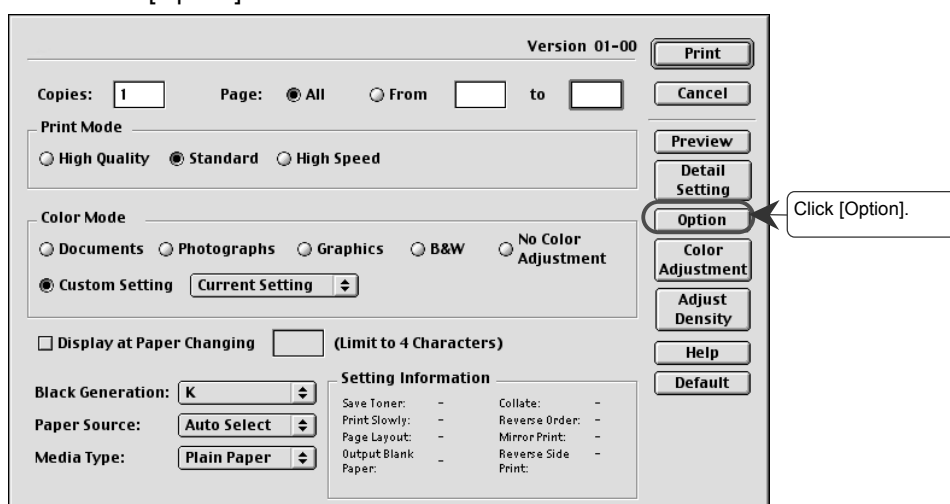 Version 01-00
Print
Copies: 1 Page: All From to
Cancel
Print Mode
High Quality Standard High Speed
Preview
Detail
Setting
Option
Click [Option].
Color Mode
Documents Photographs Graphics B&W No Color
Adjustment
Custom Setting Current Setting
Color
Adjustment
Adjust
Density
Display at Paper Changing (Limit to 4 Characters)
Help
Default
Black Generation: K
Paper Source: Auto Select
Media Type: Plain Paper
Setting Information
Save Toner: - Collate: -
Print Slowly: - Reverse Order: -
Page Layout: - Mirror Print: -
Output Blank Reverse Side -
Paper: - Print: